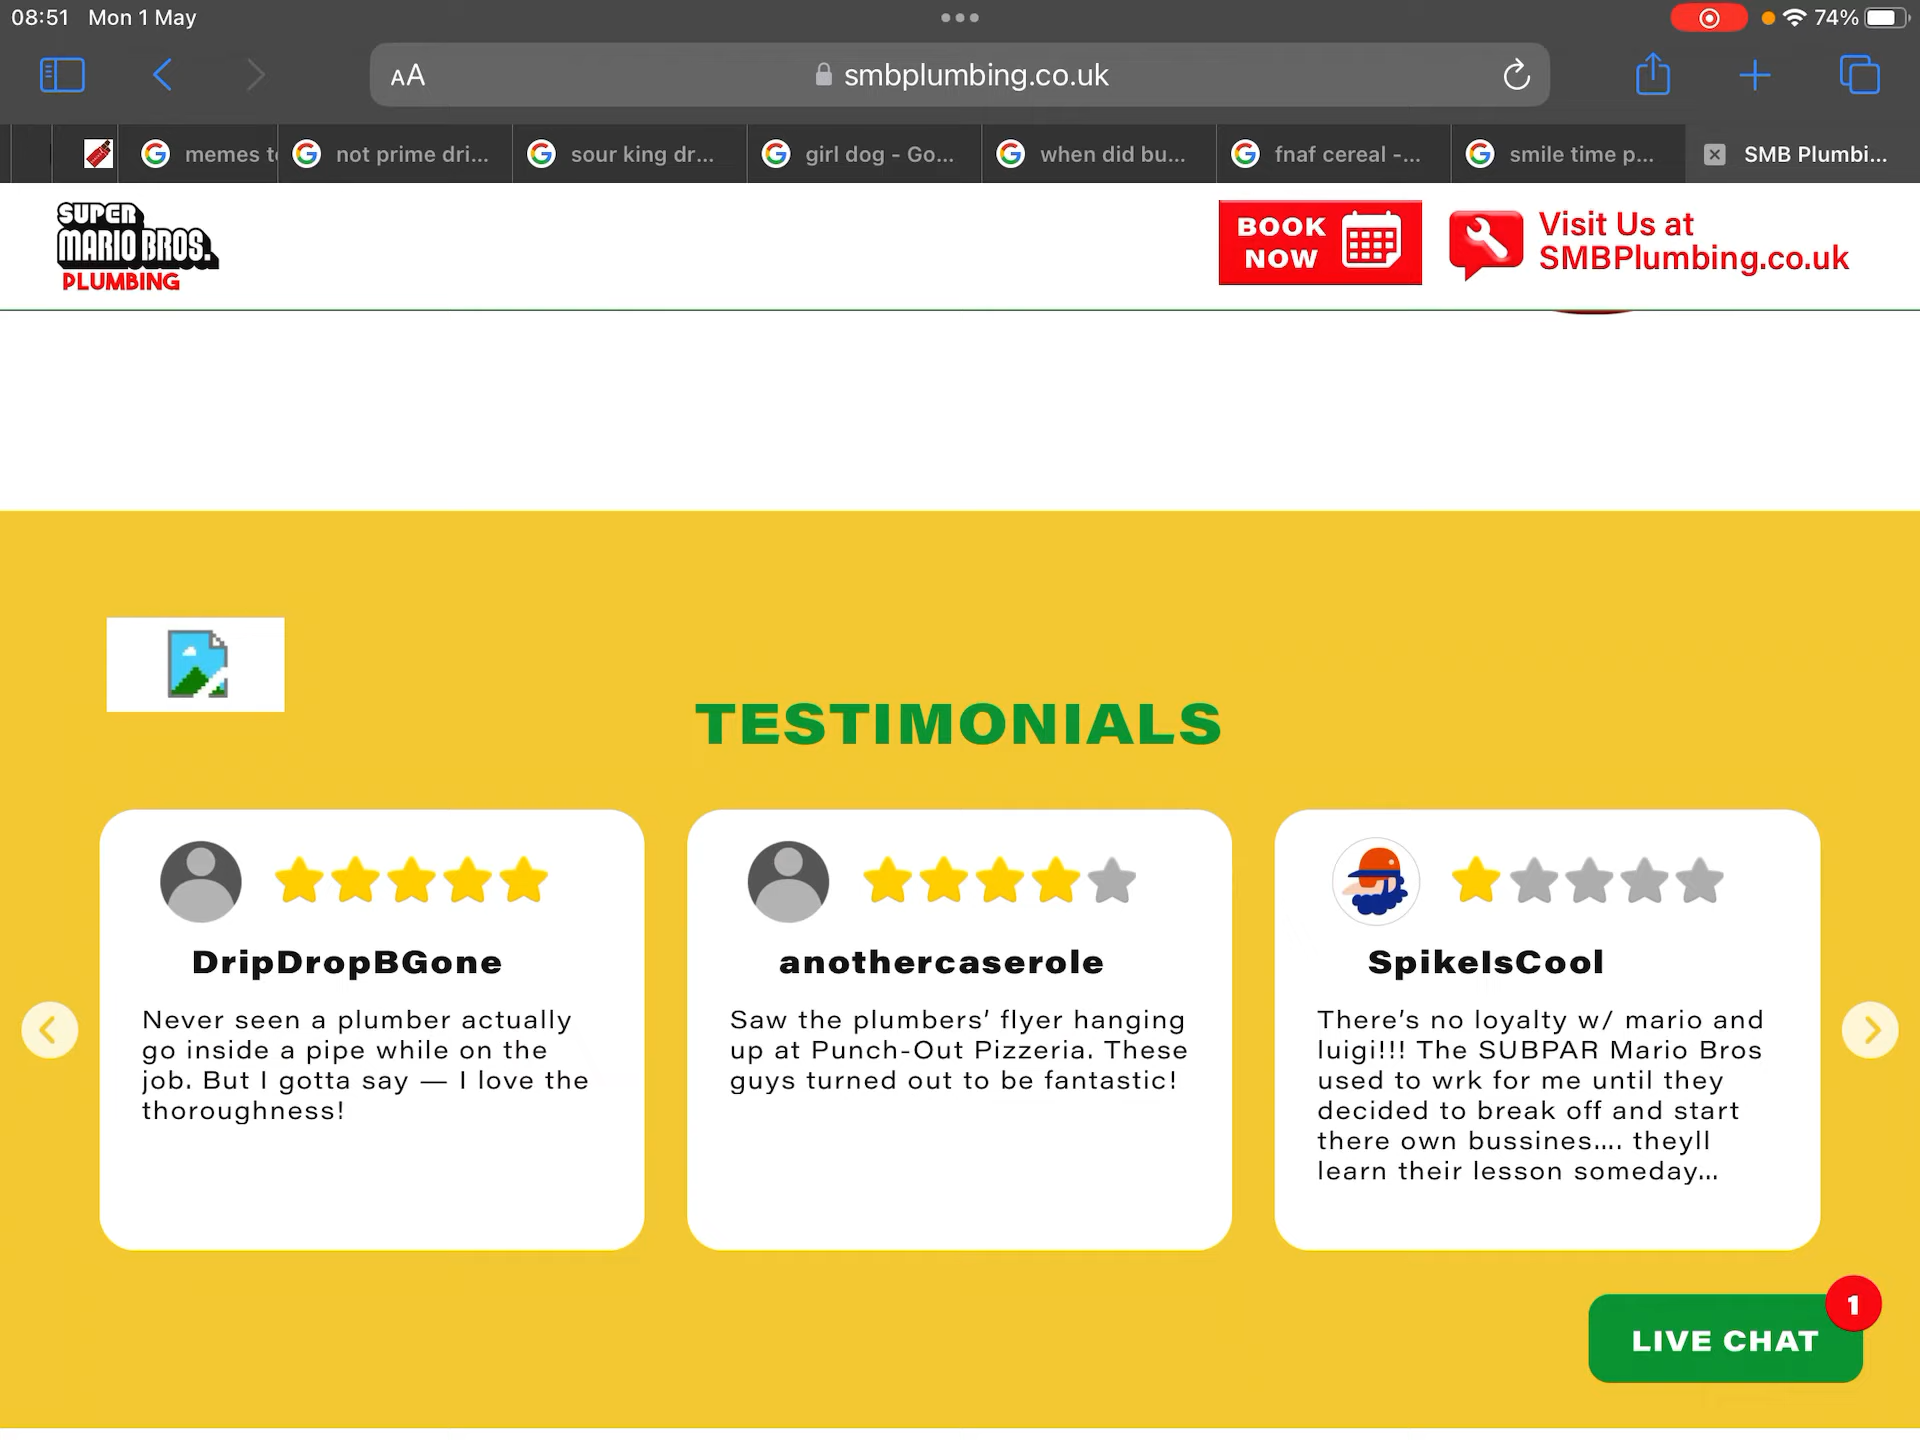 08:51 Mon 1 May
74%
AA
smbplumbing.co.uk
memes t
not prime dri...
sour king dr...
girl dog - Go...
when did bu...
fnaf cereal -...
smile time p...
SMB Plumbi...
SUPER
MARIO BROS.
PLUMBING
BOOK
NOW
Visit Us at
SMBPlumbing.co.uk
TESTIMONIALS
DripDropBGone
Never seen a plumber actually
go inside a pipe while on the
job. But I gotta say — I love the
thoroughness!
anothercaserole
Saw the plumbers’ flyer hanging
up at Punch-Out Pizzeria. These
guys turned out to be fantastic!
SpikeIsCool
There’s no loyalty w/ mario and
luigi!!! The SUBPAR Mario Bros
used to wrk for me until they
decided to break off and start
there own bussines.... theyll
learn their lesson someday...
1
LIVE CHAT